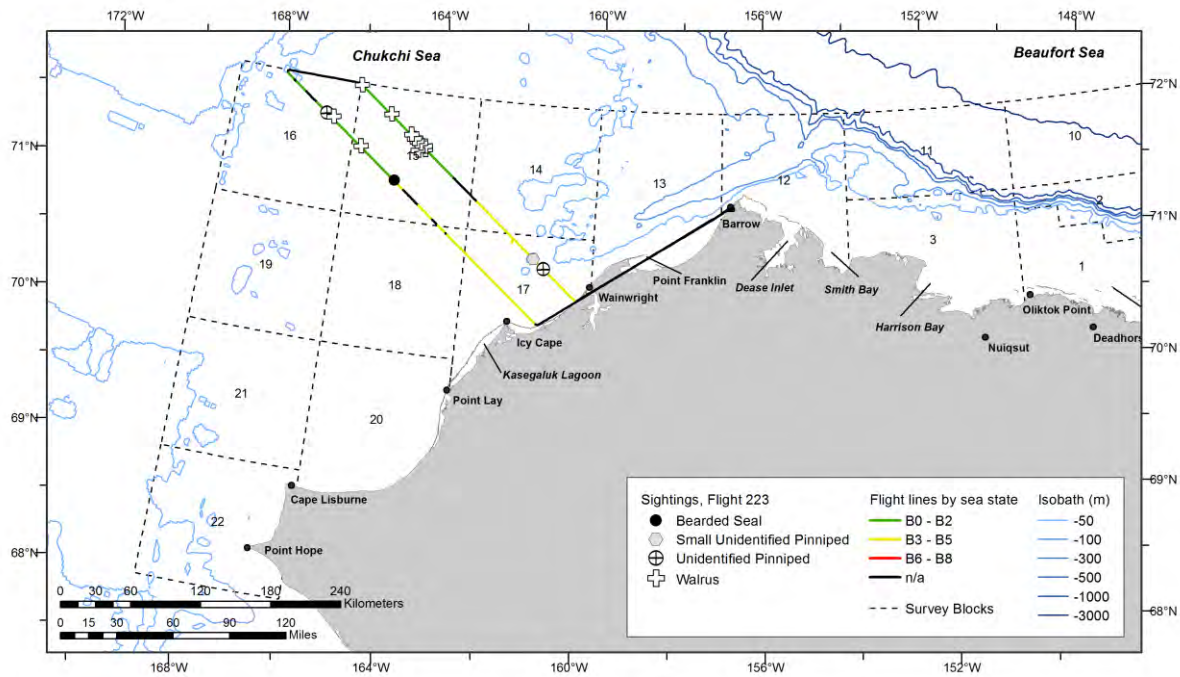 172°W 168°W 164°W 160°W 156°W 152°W 148°W
Chukchi Sea
Beaufort Sea
72°N
72°N
16
15
14
13
12
11
10
2
71°N
71°N
Barrow
3
1
Point Franklin
Dease Inlet
Smith Bay
Harrison Bay
Oliktok Point
Deadhors
Nuiqsut
19
18
17
Wainwright
70°N
70°N
Icy Cape
Kasegaluk Lagoon
Point Lay
21
20
69°N
69°N
Cape Lisburne
22
Point Hope
68°N
68°N
0 30 60 120 180 240
Kilometers
0 15 30 60 90 120
Miles
Sightings, Flight 223
Bearded Seal
Small Unidentified Pinniped
Unidentified Pinniped
Walrus
Flight lines by sea state
B0 - B2
B3 - B5
B6 - B8
n/a
Survey Blocks
Isobath (m)
-50
-100
-300
-500
-1000
-3000
168°W 164°W 160°W 156°W 152°W